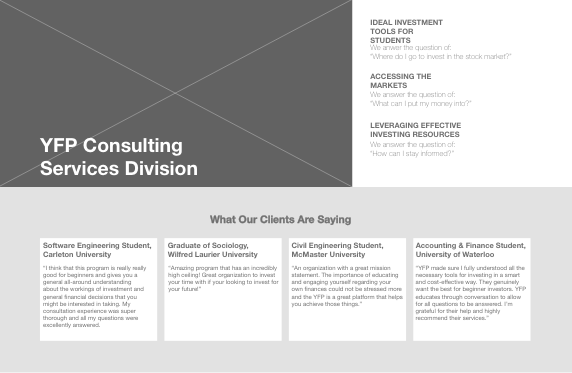 YFP Consulting
Services Division
IDEAL INVESTMENT
TOOLS FOR
STUDENTS
We anwer the question of:
"Where do I go to invest in the stock market?"
ACCESSING THE
MARKETS
We answer the question of:
"What can I put my money into?"
LEVERAGING EFFECTIVE
INVESTING RESOURCES
We answer the question of:
"How can I stay informed?"
What Our Clients Are Saying
Software Engineering Student,
Carleton University
"I think that this program is really really
good for beginners and gives you a
general all-around understanding
about the workings of investment and
general financial decisions that you
might be interested in taking. My
consultation experience was super
thorough and all my questions were
excellently answered.
Graduate of Sociology,
Wilfred Laurier University
"Amazing program that has an incredibly
high ceiling! Great organization to invest
your time with if your looking to invest for
your future!"
Civil Engineering Student,
McMaster University
"An organization with a great mission
statement. The importance of educating
and engaging yourself regarding your
own finances could not be stressed more
and the YFP is a great platform that helps
you achieve those things."
Accounting & Finance Student,
University of Waterloo
"YFP made sure I fully understood all the
necessary tools for investing in a smart
and cost-effective way. They genuinely
want the best for beginner investors. YFP
educates through conversation to allow
for all questions to be answered. I'm
grateful for their help and highly
recommend their services."